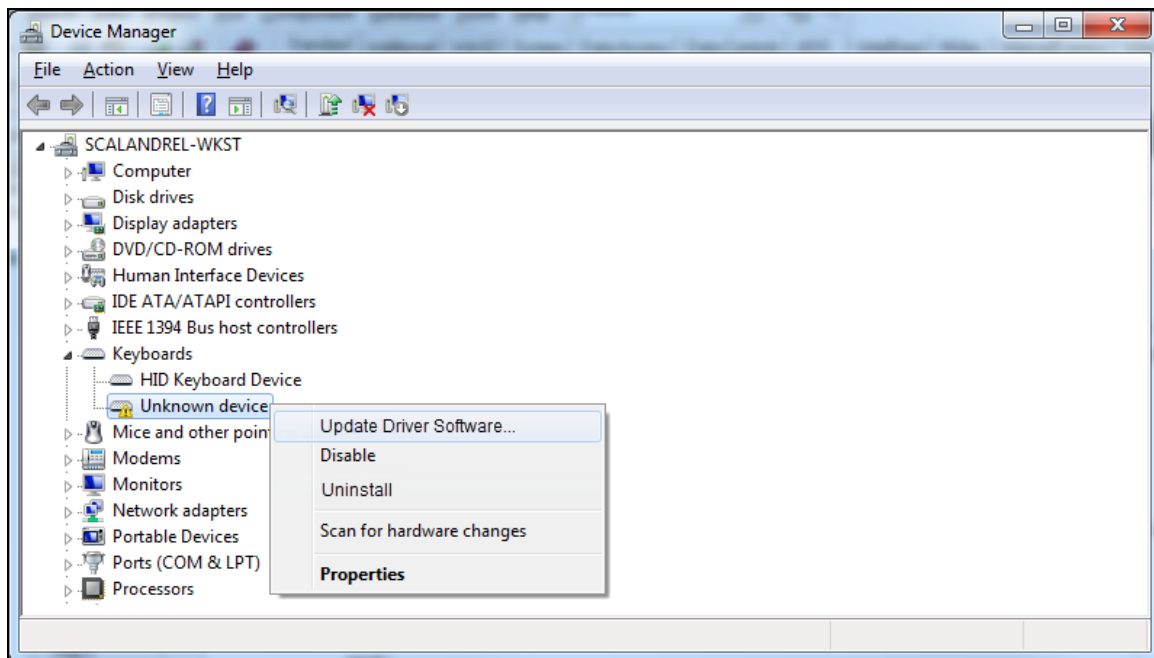 Device Manager
File Action View Help
SCALANDREL-WKST
Computer
Disk drives
Display adapters
DVD/CD-ROM drives
Human Interface Devices
IDE ATA/ATAPI controllers
IEEE 1394 Bus host controllers
Keyboards
HID Keyboard Device
Unknown device
Update Driver Software...
Mice and other poin
Disable
Modems
Uninstall
Monitors
Network adapters
Scan for hardware changes
Portable Devices
Ports (COM & LPT)
Properties
Processors